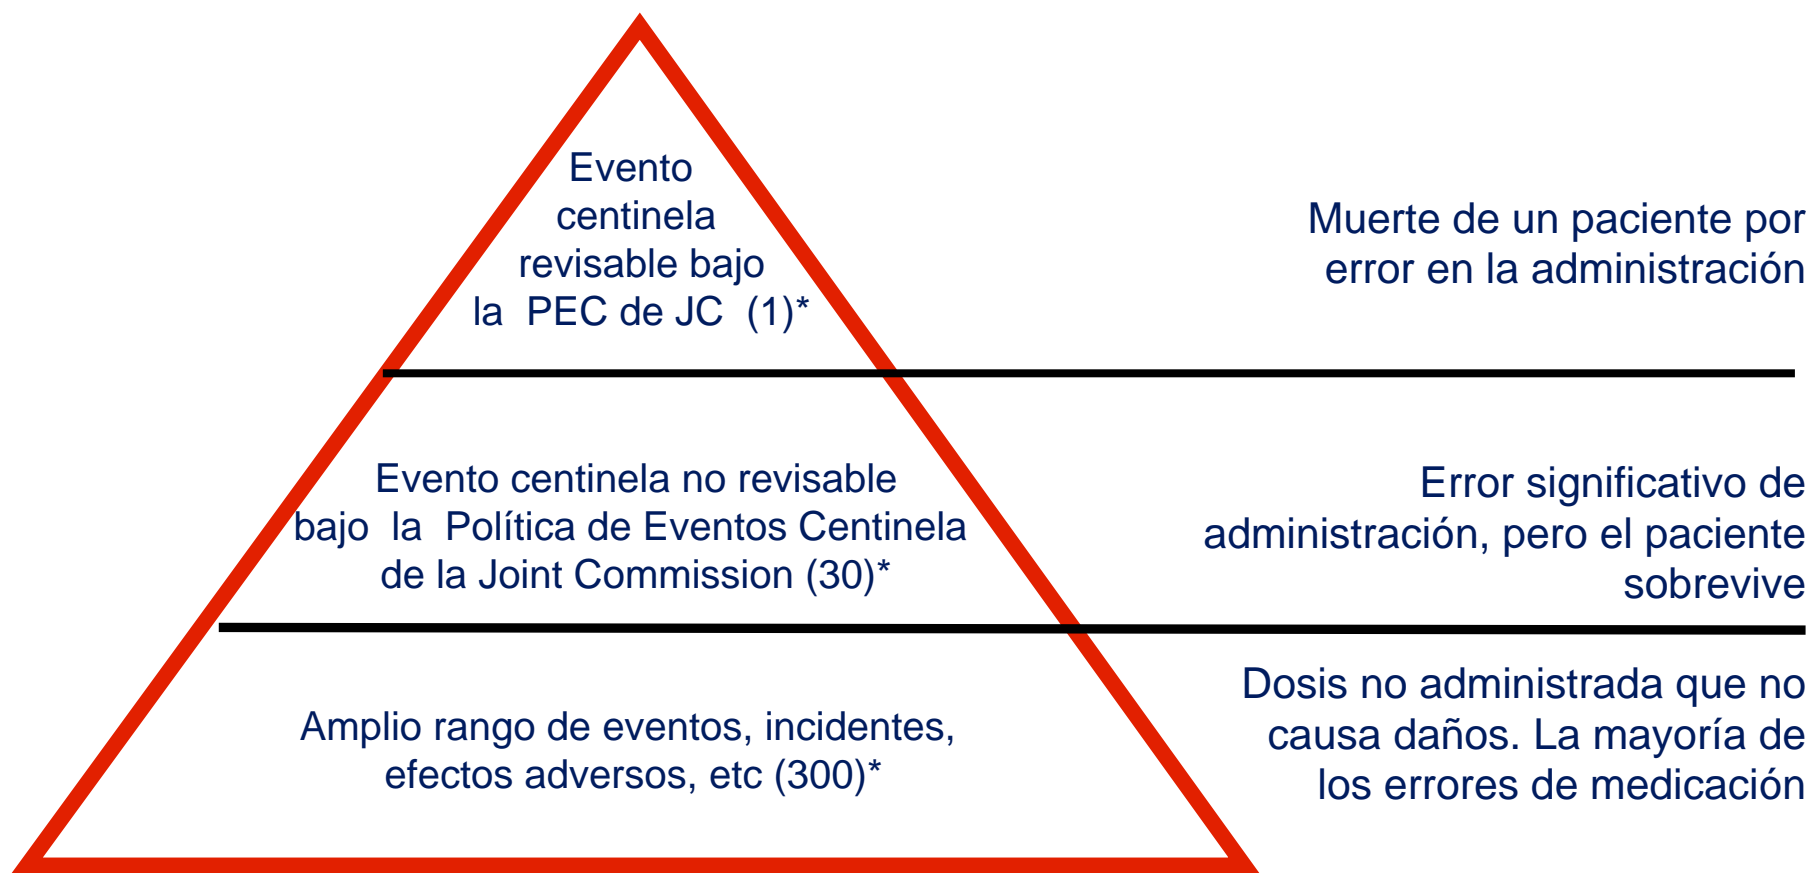 Evento
centinela
revisable bajo
la PEC de JC (1)*
Muerte de un paciente por
error en la administración
Evento centinela no revisable
bajo la Política de Eventos Centinela
de la Joint Commission (30)*
Error significativo de
administración, pero el paciente
sobrevive
Amplio rango de eventos, incidentes,
efectos adversos, etc (300)*
Dosis no administrada que no
causa daños. La mayoría de
los errores de medicación